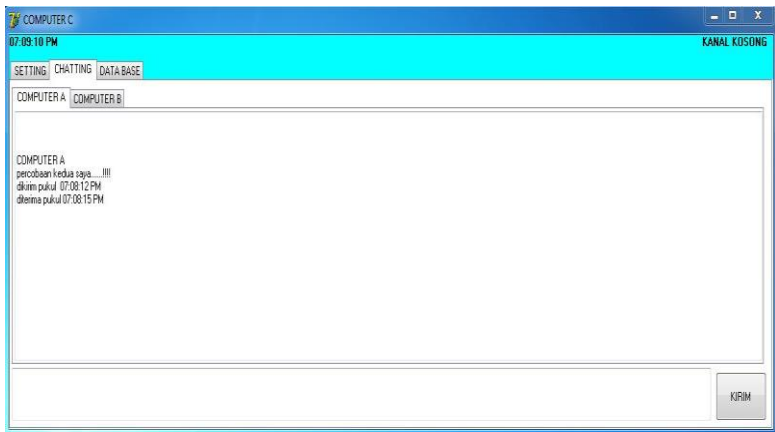 COMPUTER C
07:09:10 PM KANAL KOSONG
SETTING CHATTING DATA BASE
COMPUTER A COMPUTER B
COMPUTER A
percobaan kedua saya.....!!!!
dikirim pukul 07:08:12 PM
diterima pukul 07:08:15 PM
KIRIM